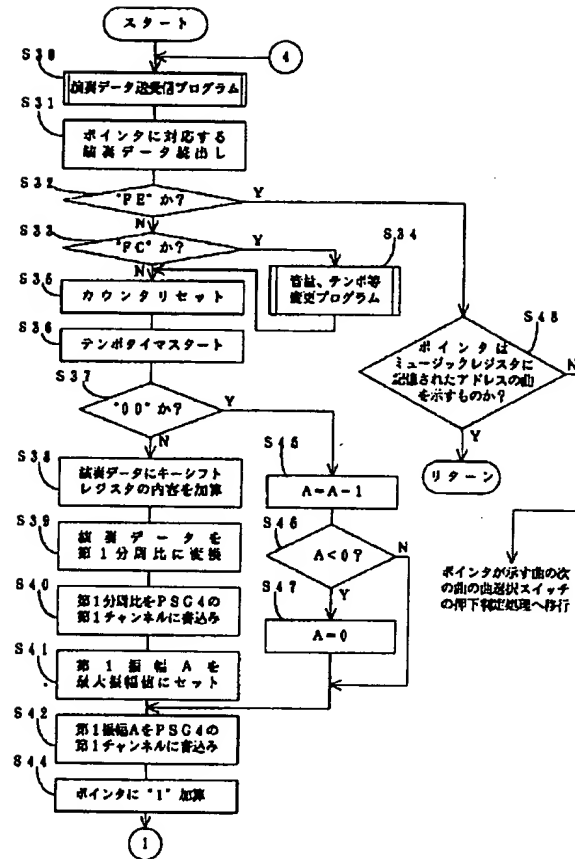 スタート
4
S30
演奏データ送受信プログラム
S31
ポインタに対応する
演奏データ読出し
S32
"FE"か?
Y
N
S33
"FC"か?
Y
N
S34
音量、テンポ等
変更プログラム
S35
カウンタリセット
S36
テンポタイマスタート
S48
ポインタは
ミュージックレジスタに
記憶されたアドレスの曲
を示すものか?
N
Y
リターン
S37
"00"か?
Y
N
S38
演奏データにキーシフト
レジスタの内容を加算
S45
A=A-1
S39
演奏データを
第1分周比に変換
S46
A<0?
N
Y
ポインタが示す曲の次
の曲の曲選択スイッチ
の押下判定処理へ移行
S40
第1分周比をPSG4の
第1チャンネルに書込み
S47
A=0
S41
第1振幅Aを
最大振幅値にセット
S42
第1振幅AをPSG4の
第1チャンネルに書込み
S44
ポインタに"1"加算
1